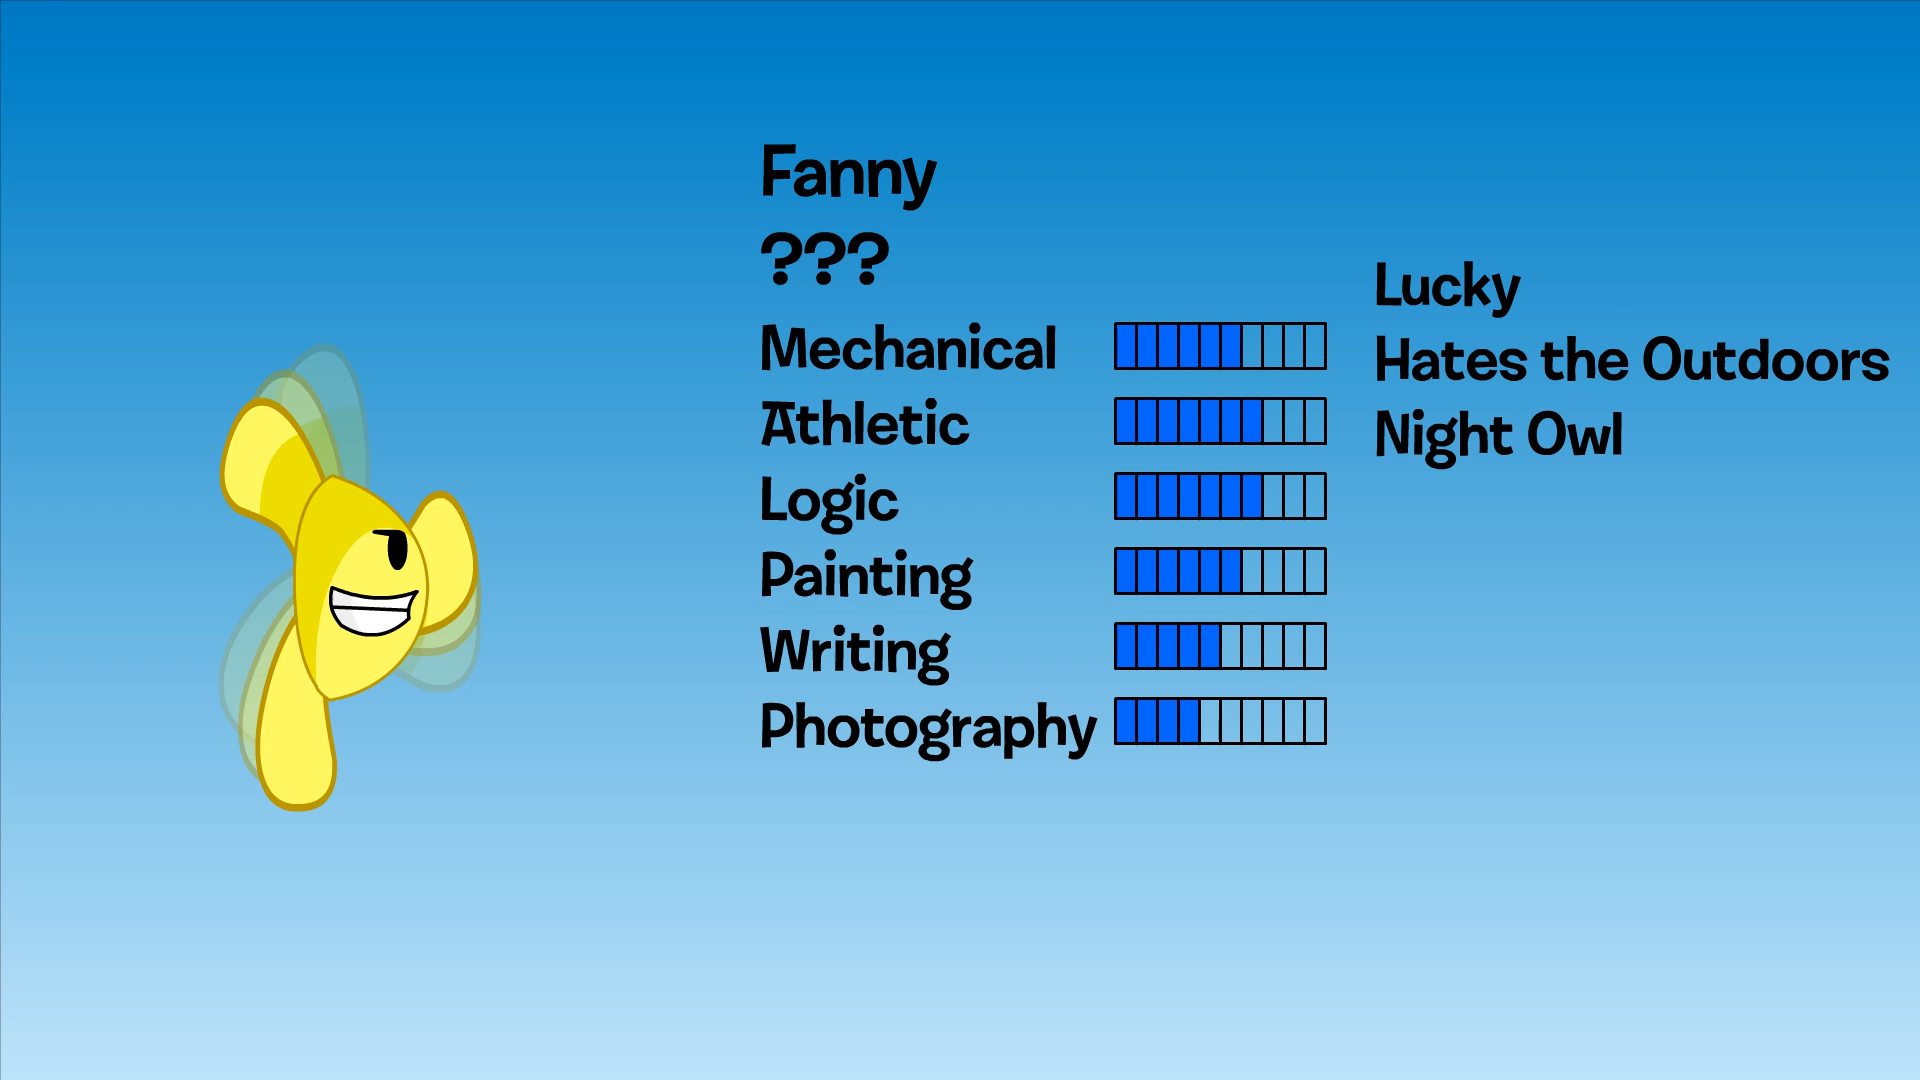 Fanny
???
Mechanical
Athletic
Logic
Painting
Writing
Photography
Lucky
Hates the Outdoors
Night Owl